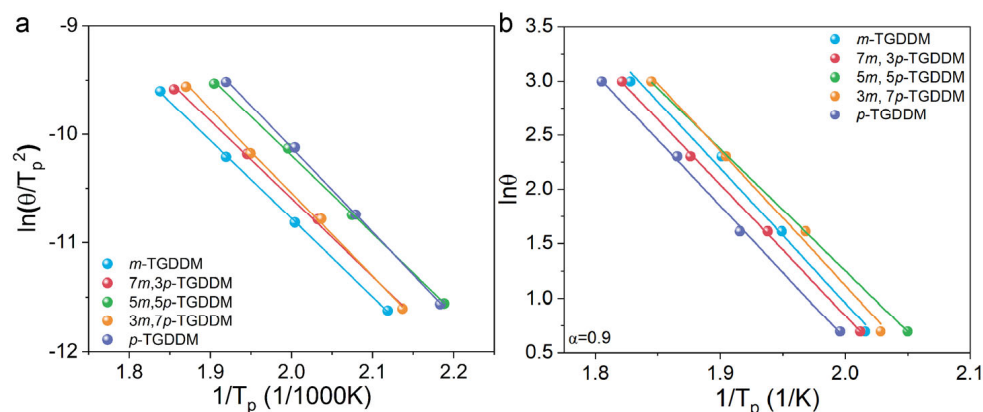 a
-9
-10
-11
-12
ln(θ/Tp²)
m-TGDDM
7m,3p-TGDDM
5m,5p-TGDDM
3m,7p-TGDDM
p-TGDDM
1.8 1.9 2.0 2.1 2.2
1/Tp (1/1000K)
b
3.5
3.0
2.5
2.0
1.5
1.0
0.5
lnθ
m-TGDDM
7m, 3p-TGDDM
5m, 5p-TGDDM
3m, 7p-TGDDM
p-TGDDM
α=0.9
1.8 1.9 2.0 2.1
1/Tp (1/K)